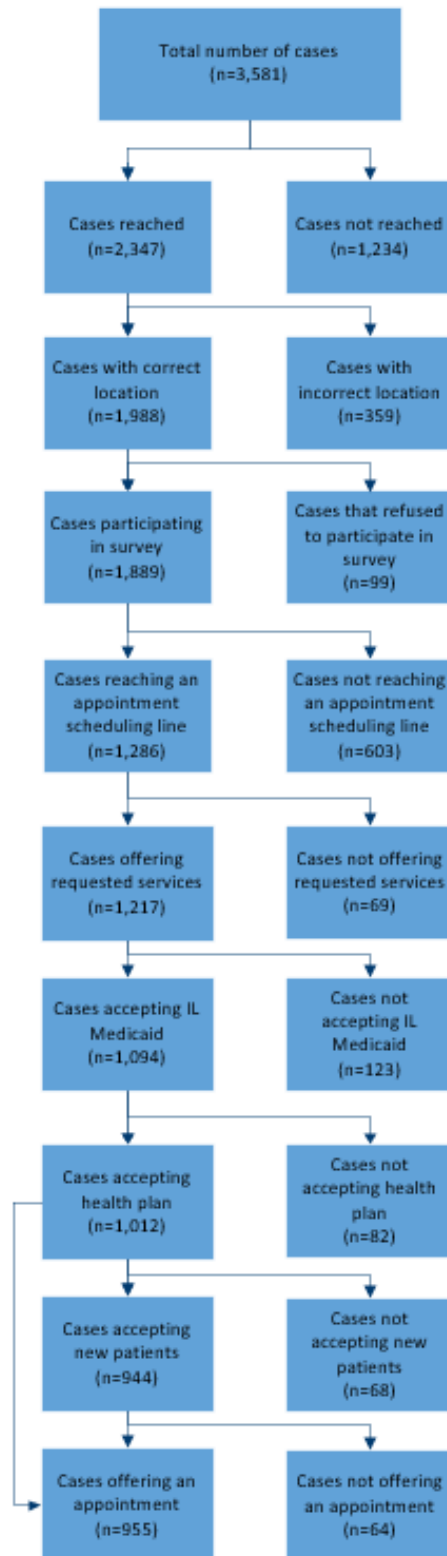 Total number of cases
(n=3,581)
Cases reached
(n=2,347)
Cases not reached
(n=1,234)
Cases with correct
location
(n=1,988)
Cases with
incorrect location
(n=359)
Cases participating
in survey
(n=1,889)
Cases that refused
to participate in
survey
(n=99)
Cases reaching an
appointment
scheduling line
(n=1,286)
Cases not reaching
an appointment
scheduling line
(n=603)
Cases offering
requested services
(n=1,217)
Cases not offering
requested services
(n=69)
Cases accepting IL
Medicaid
(n=1,094)
Cases not
accepting IL
Medicaid
(n=123)
Cases accepting
health plan
(n=1,012)
Cases not
accepting health
plan
(n=82)
Cases accepting
new patients
(n=944)
Cases not
accepting new
patients
(n=68)
Cases offering an
appointment
(n=955)
Cases not offering
an appointment
(n=64)